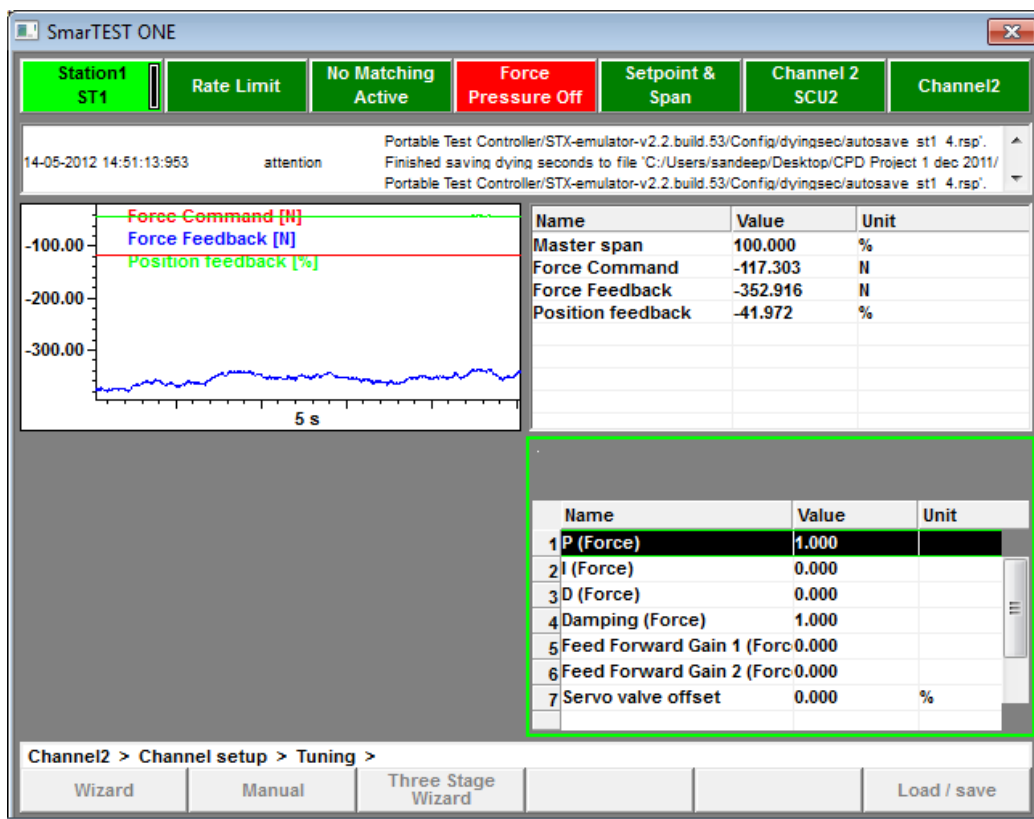 SmarTEST ONE
Station1 ST1
Rate Limit
No Matching Active
Force Pressure Off
Setpoint & Span
Channel 2 SCU2
Channel2
Portable Test Controller/STX-emulator-v2.2.build.53/Config/dyingsec/autosave_st1_4.rsp'.
14-05-2012 14:51:13:953 attention Finished saving dying seconds to file 'C:/Users/sandeep/Desktop/CPD Project 1 dec 2011/
Portable Test Controller/STX-emulator-v2.2.build.53/Config/dyingsec/autosave_st1_4.rsp'.
Force Command [N]
Force Feedback [N]
Position feedback [%]
-100.00
-200.00
-300.00
5 s
Name Value Unit
Master span 100.000 %
Force Command -117.303 N
Force Feedback -352.916 N
Position feedback -41.972 %
Name Value Unit
1 P (Force) 1.000
2 I (Force) 0.000
3 D (Force) 0.000
4 Damping (Force) 1.000
5 Feed Forward Gain 1 (Forc 0.000
6 Feed Forward Gain 2 (Forc 0.000
7 Servo valve offset 0.000 %
Channel2 > Channel setup > Tuning >
Wizard
Manual
Three Stage Wizard
Load / save